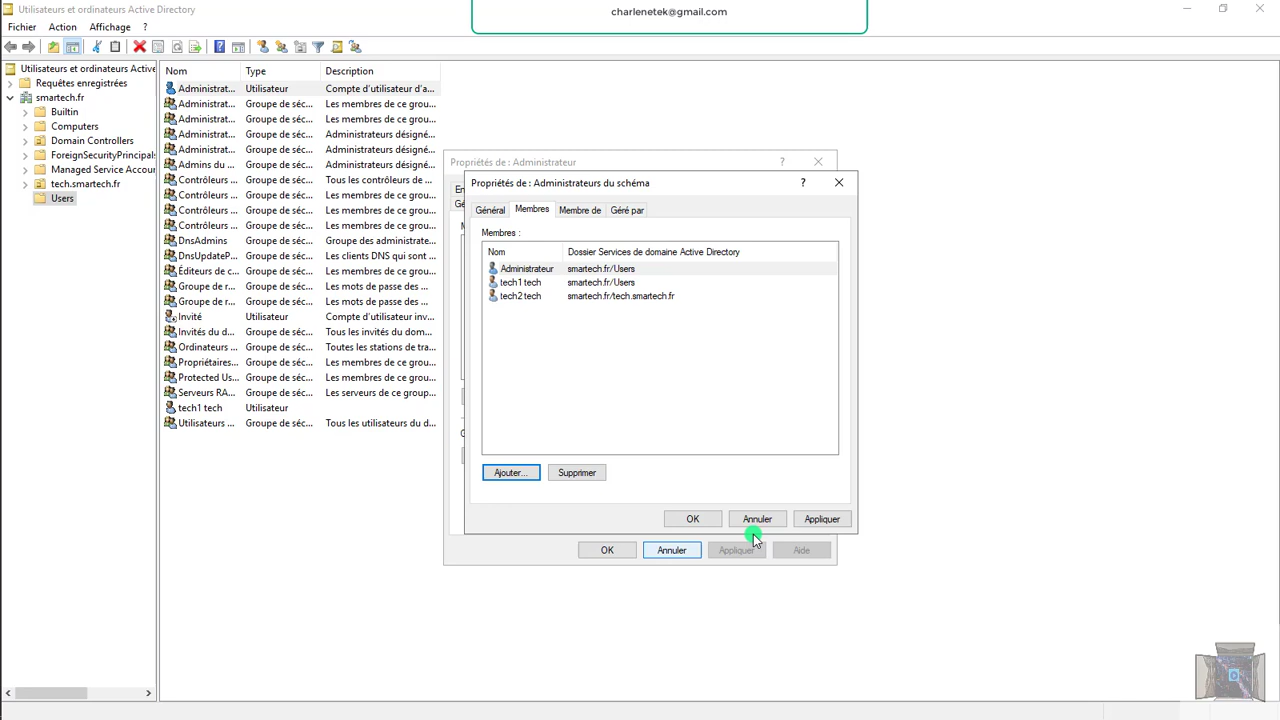 Utilisateurs et ordinateurs Active Directory
charlenetek@gmail.com
Fichier Action Affichage ?
Utilisateurs et ordinateurs Active
Requêtes enregistrées
smartech.fr
Builtin
Computers
Domain Controllers
ForeignSecurityPrincipals
Managed Service Accoun
tech.smartech.fr
Users
Nom Type Description
Administrat... Utilisateur Compte d'utilisateur d'a...
Administrat... Groupe de séc... Les membres de ce grou...
Administrat... Groupe de séc... Les membres de ce grou...
Administrat... Groupe de séc... Administrateurs désigné...
Administrat... Groupe de séc... Administrateurs désigné...
Admins du ... Groupe de séc... Administrateurs désigné...
Contrôleurs ... Groupe de séc... Tous les contrôleurs de ...
Contrôleurs ... Groupe de séc... Les membres de ce grou...
Contrôleurs ... Groupe de séc... Les membres de ce grou...
Contrôleurs ... Groupe de séc... Les membres de ce grou...
DnsAdmins Groupe de séc... Groupe des administrate...
DnsUpdateP... Groupe de séc... Les clients DNS qui sont ...
Éditeurs de c... Groupe de séc... Les membres de ce grou...
Groupe de r... Groupe de séc... Les mots de passe des ...
Groupe de r... Groupe de séc... Les mots de passe des ...
Invité Utilisateur Compte d'utilisateur inv...
Invités du d... Groupe de séc... Tous les invités du dom...
Ordinateurs ... Groupe de séc... Toutes les stations de tra...
Propriétaires... Groupe de séc... Les membres de ce grou...
Protected Us... Groupe de séc... Les membres de ce grou...
Serveurs RA... Groupe de séc... Les serveurs de ce group...
tech1 tech Utilisateur
Utilisateurs ... Groupe de séc... Tous les utilisateurs du d...
Propriétés de : Administrateur ?
Propriétés de : Administrateurs du schéma ?
Général Membres Membre de Géré par
Membres :
Nom Dossier Services de domaine Active Directory
Administrateur smartech.fr/Users
tech1 tech smartech.fr/Users
tech2 tech smartech.fr/tech.smartech.fr
Ajouter... Supprimer
OK Annuler Appliquer
OK Annuler Appliquer Aide